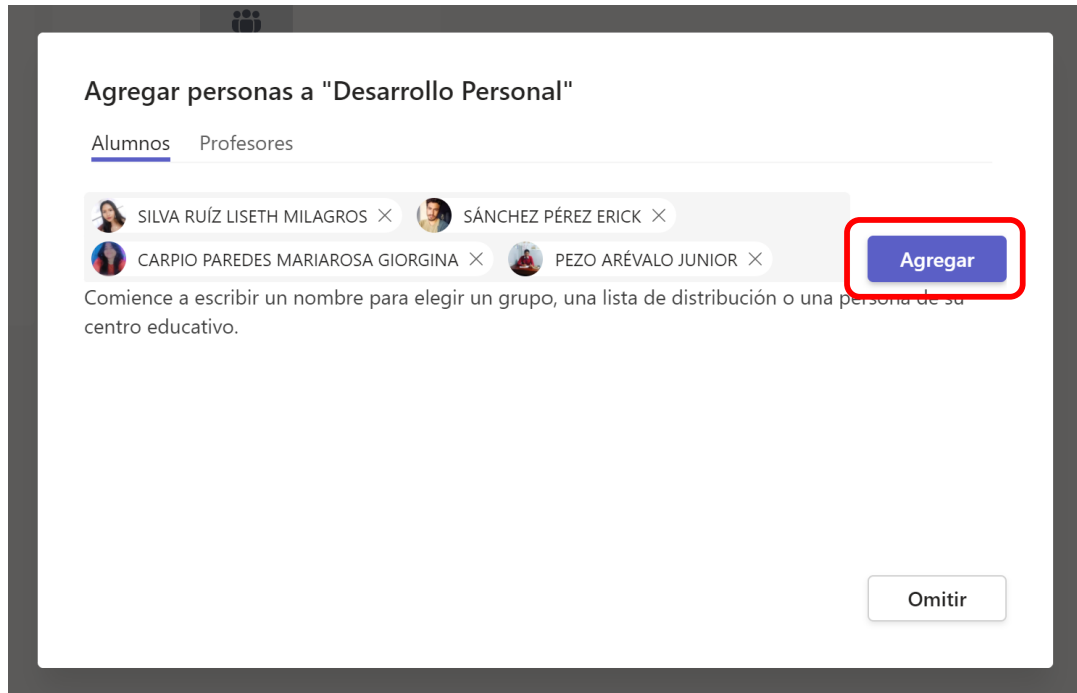 Agregar personas a "Desarrollo Personal"
Alumnos Profesores
SILVA RUÍZ LISETH MILAGROS SÁNCHEZ PÉREZ ERICK
CARPIO PAREDES MARIAROSA GIORGINA PEZO ARÉVALO JUNIOR
Agregar
Comience a escribir un nombre para elegir un grupo, una lista de distribución o una persona de su
centro educativo.
Omitir